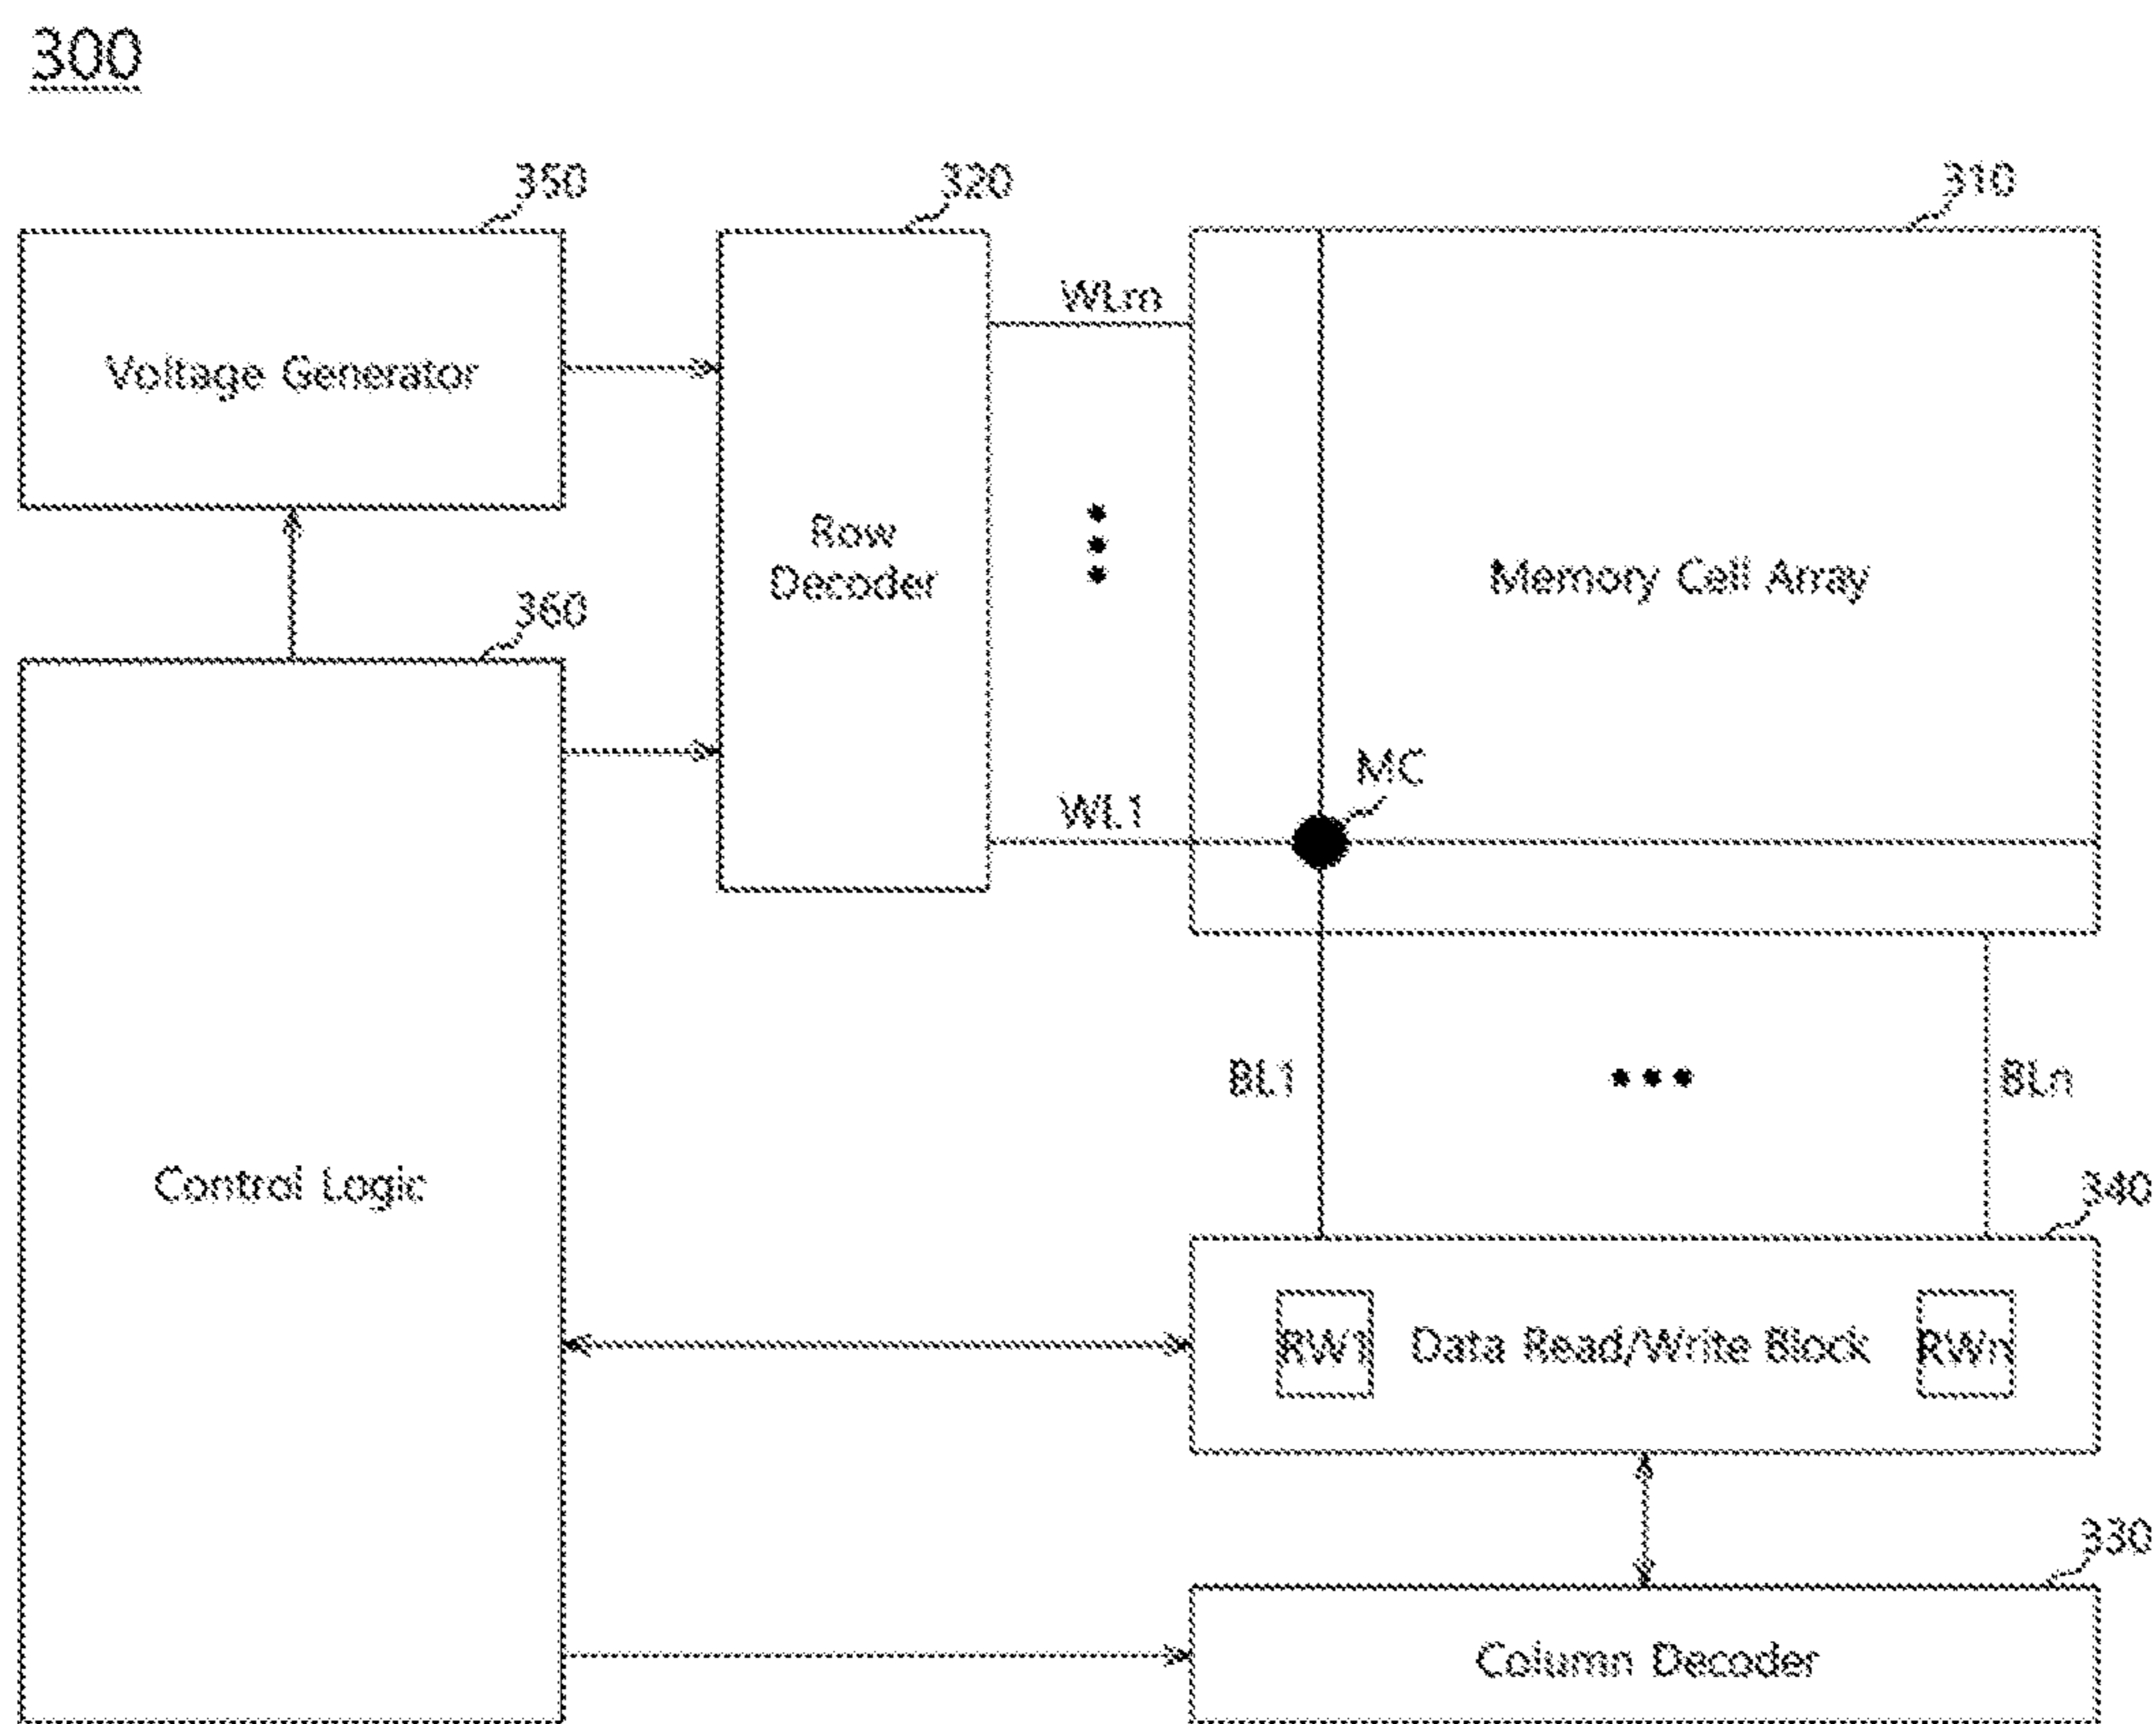 300
350
320
310
WLm
Voltage Generator
Row
Decoder
Memory Cell Array
360
MC
WL1
BL1
BLn
Control Logic
340
RW1
Data Read/Write Block
RWn
330
Column Decoder